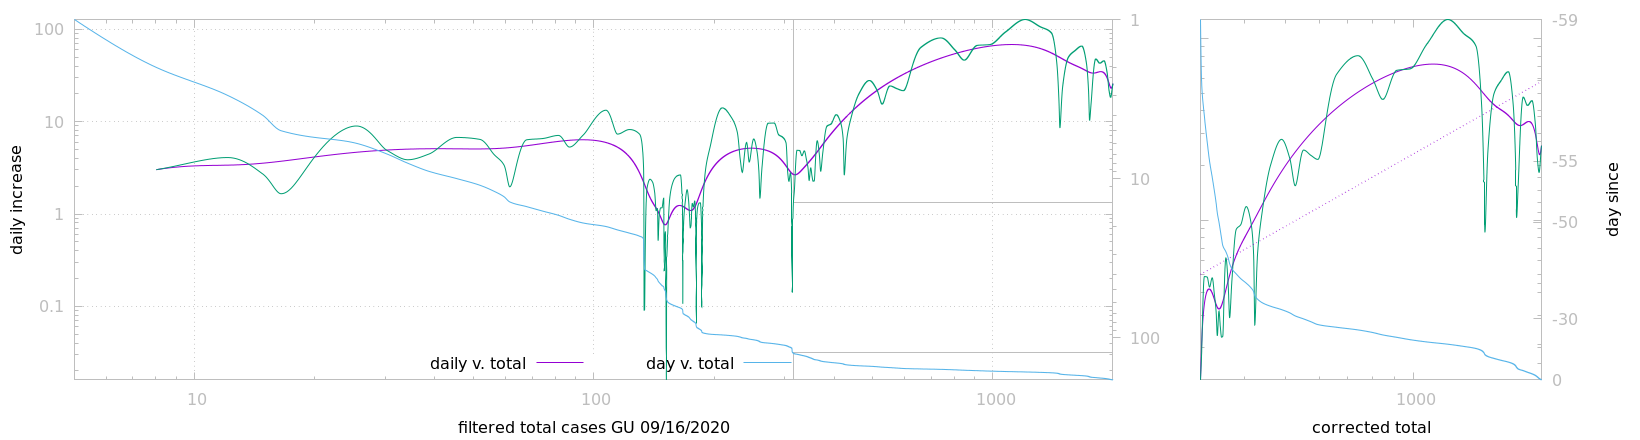 100
10
1
0.1
daily increase
10
100
1000
filtered total cases GU 09/16/2020
daily v. total
day v. total
1
10
100
-59
-55
-50
-30
0
day since
1000
corrected total